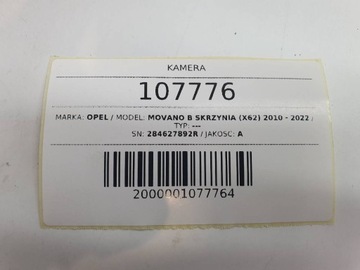 KAMERA
107776
MARKA: OPEL / MODEL: MOVANO B SKRZYNIA (X62) 2010 - 2022 /
TYP: ---
SN: 284627892R / JAKOŚĆ: A
2000001077764